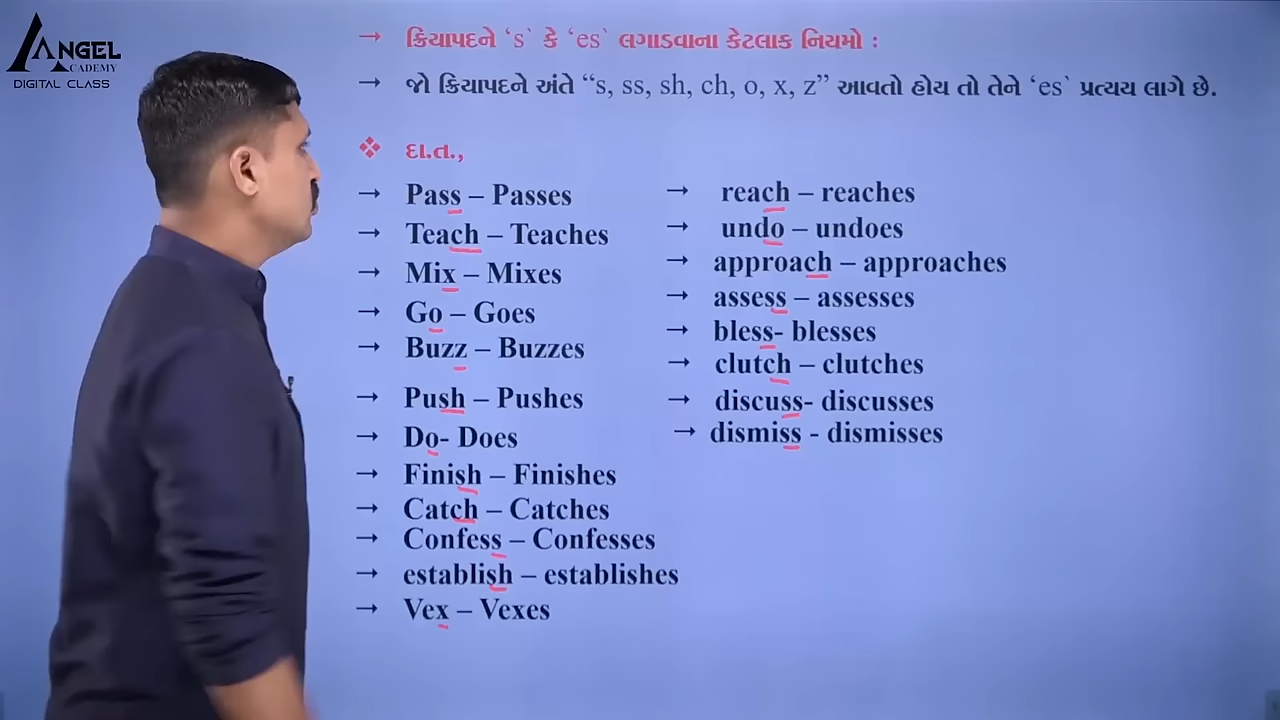 ANGEL
ACADEMY
DIGITAL CLASS
→ ક્રિયાપદને ‘s` કે ‘es` લગાડવાના કેટલાક નિયમો :
→ જો ક્રિયાપદને અંતે “s, ss, sh, ch, o, x, z” આવતો હોય તો તેને ‘es` પ્રત્યય લાગે છે.
❖ દા.ત.,
→ Pass – Passes
→ Teach – Teaches
→ Mix – Mixes
→ Go – Goes
→ Buzz – Buzzes
→ Push – Pushes
→ Do- Does
→ Finish – Finishes
→ Catch – Catches
→ Confess – Confesses
→ establish – establishes
→ Vex – Vexes
→ reach – reaches
→ undo – undoes
→ approach – approaches
→ assess – assesses
→ bless- blesses
→ clutch – clutches
→ discuss- discusses
→ dismiss - dismisses